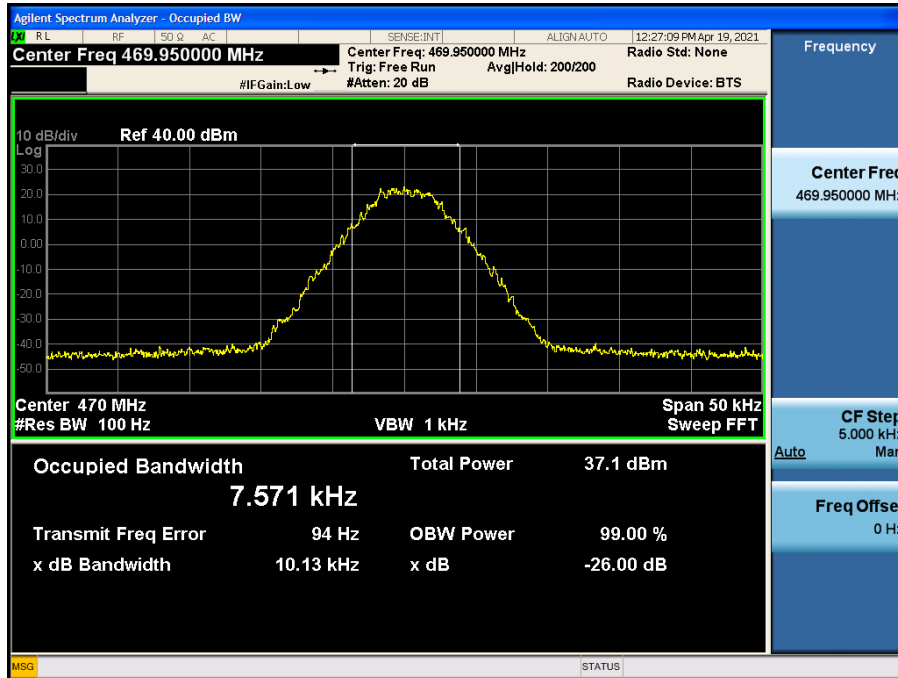 Agilent Spectrum Analyzer - Occupied BW
LXI RL RF 50 Ω AC SENSE:INT ALIGN AUTO 12:27:09 PM Apr 19, 2021
Center Freq 469.950000 MHz
Center Freq: 469.950000 MHz
Radio Std: None
Trig: Free Run Avg|Hold: 200/200
#IFGain:Low #Atten: 20 dB Radio Device: BTS
10 dB/div Ref 40.00 dBm
Log
30.0
20.0
10.0
0.00
-10.0
-20.0
-30.0
-40.0
-50.0
Center 470 MHz Span 50 kHz
#Res BW 100 Hz VBW 1 kHz Sweep FFT
Occupied Bandwidth Total Power 37.1 dBm
7.571 kHz
Transmit Freq Error 94 Hz OBW Power 99.00 %
x dB Bandwidth 10.13 kHz x dB -26.00 dB
MSG STATUS
Frequency
Center Freq
469.950000 MH
CF Step
5.000 kH
Auto Man
Freq Offse
0 H